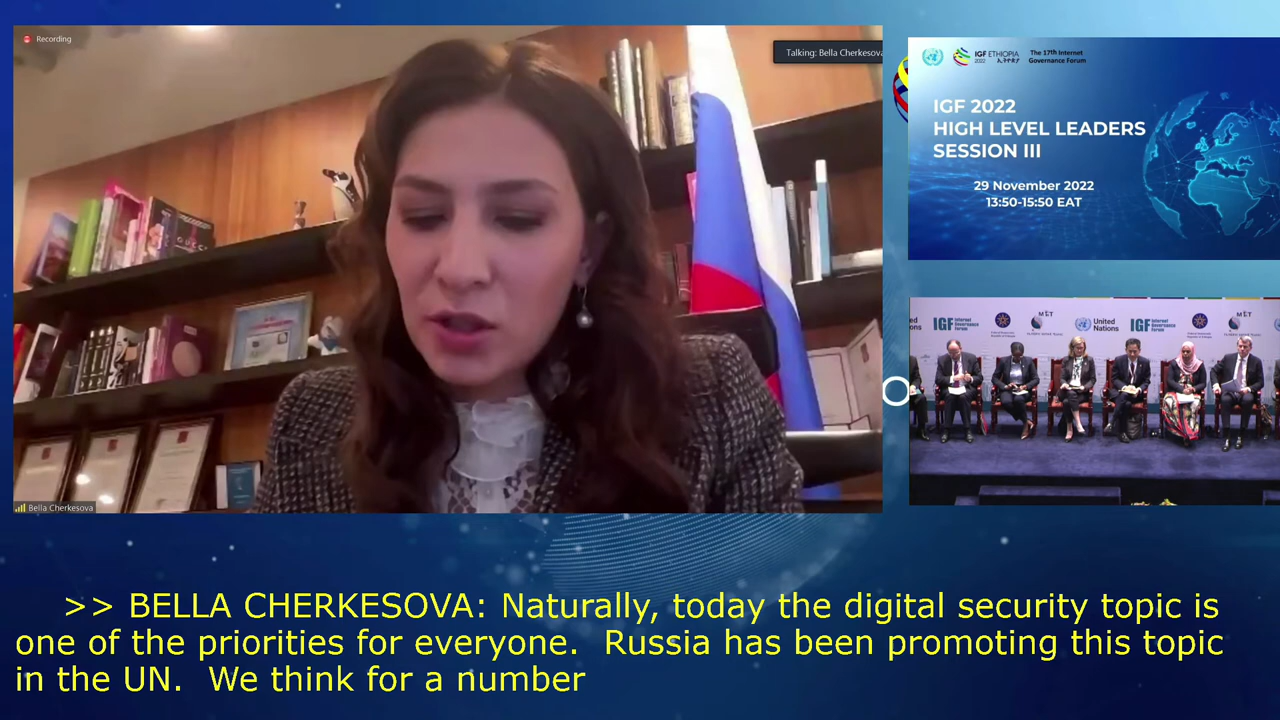 Recording
Talking: Bella Cherkesova
IGF ETHIOPIA
2022 ኢትዮጵያ
The 17th Internet
Governance Forum
IGF 2022
HIGH LEVEL LEADERS
SESSION III
29 November 2022
13:50-15:50 EAT
GUCCI
IGF Internet Governance Forum
United Nations
IGF Internet Governance Forum
Bella Cherkesova
>> BELLA CHERKESOVA: Naturally, today the digital security topic is
one of the priorities for everyone. Russia has been promoting this topic
in the UN. We think for a number